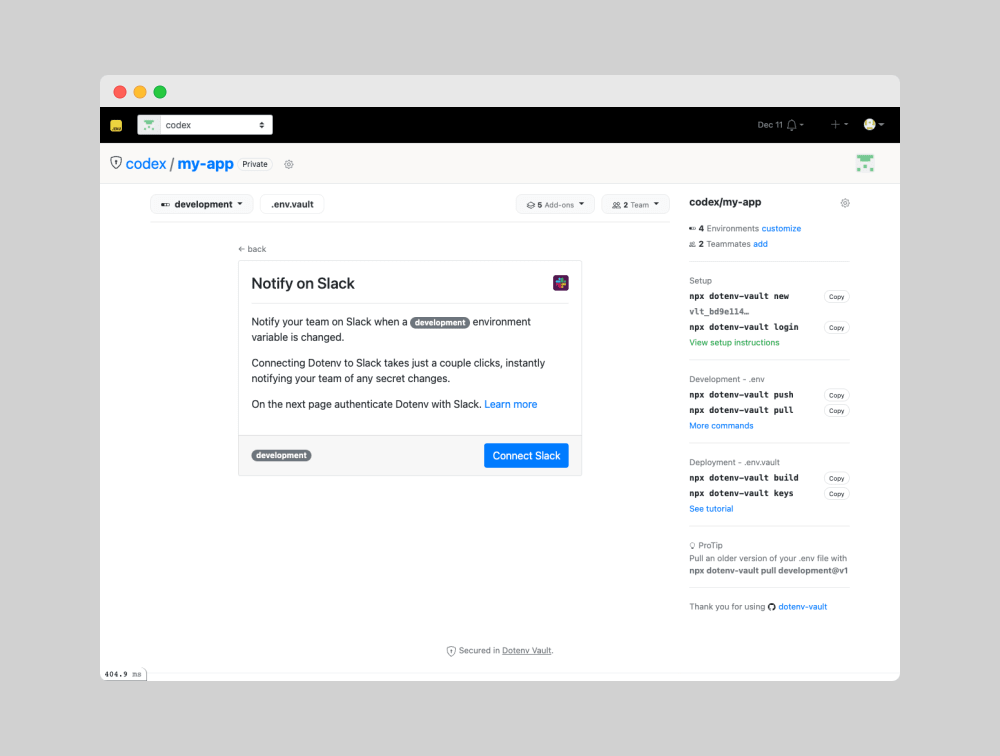 codex
Dec 11
codex / my-app Private
development
.env.vault
5 Add-ons
2 Team
← back
Notify on Slack
Notify your team on Slack when a development environment
variable is changed.
Connecting Dotenv to Slack takes just a couple clicks, instantly
notifying your team of any secret changes.
On the next page authenticate Dotenv with Slack. Learn more
development
Connect Slack
codex/my-app
4 Environments customize
2 Teammates add
Setup
npx dotenv-vault new Copy
vlt_bd9e114…
npx dotenv-vault login Copy
View setup instructions
Development - .env
npx dotenv-vault push Copy
npx dotenv-vault pull Copy
More commands
Deployment - .env.vault
npx dotenv-vault build Copy
npx dotenv-vault keys Copy
See tutorial
ProTip
Pull an older version of your .env file with
npx dotenv-vault pull development@v1
Thank you for using dotenv-vault
Secured in Dotenv Vault.
404.9 ms